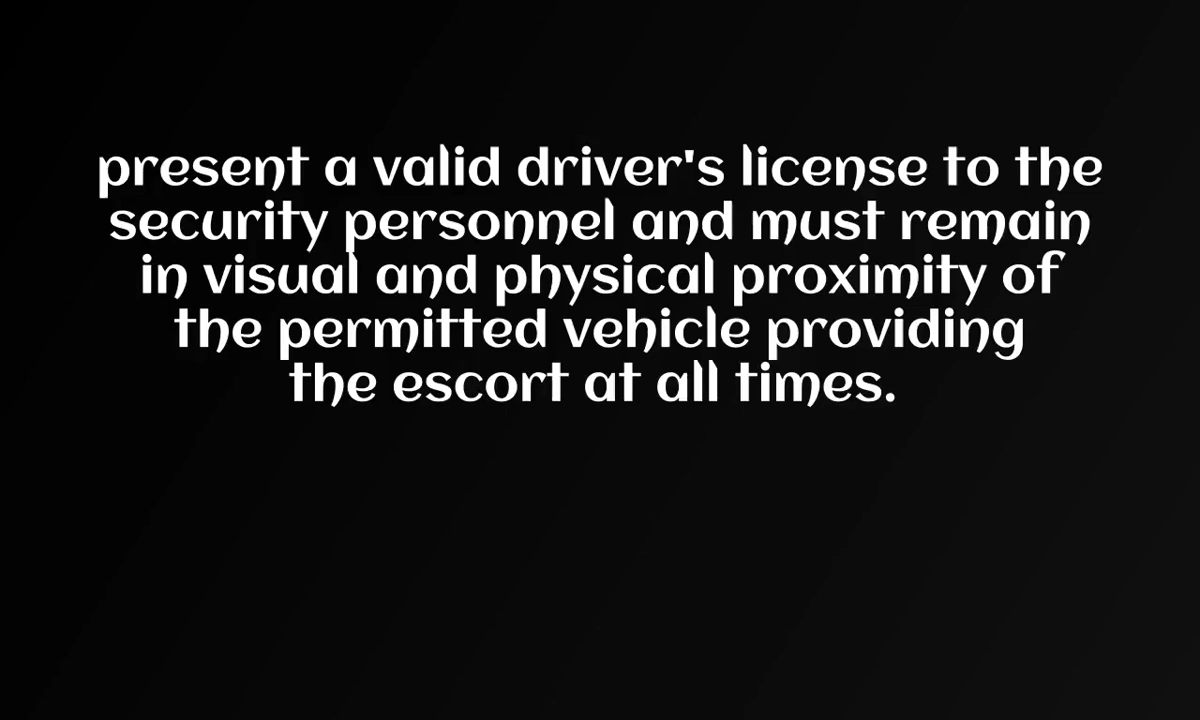 present a valid driver's license to the
security personnel and must remain
in visual and physical proximity of
the permitted vehicle providing
the escort at all times.